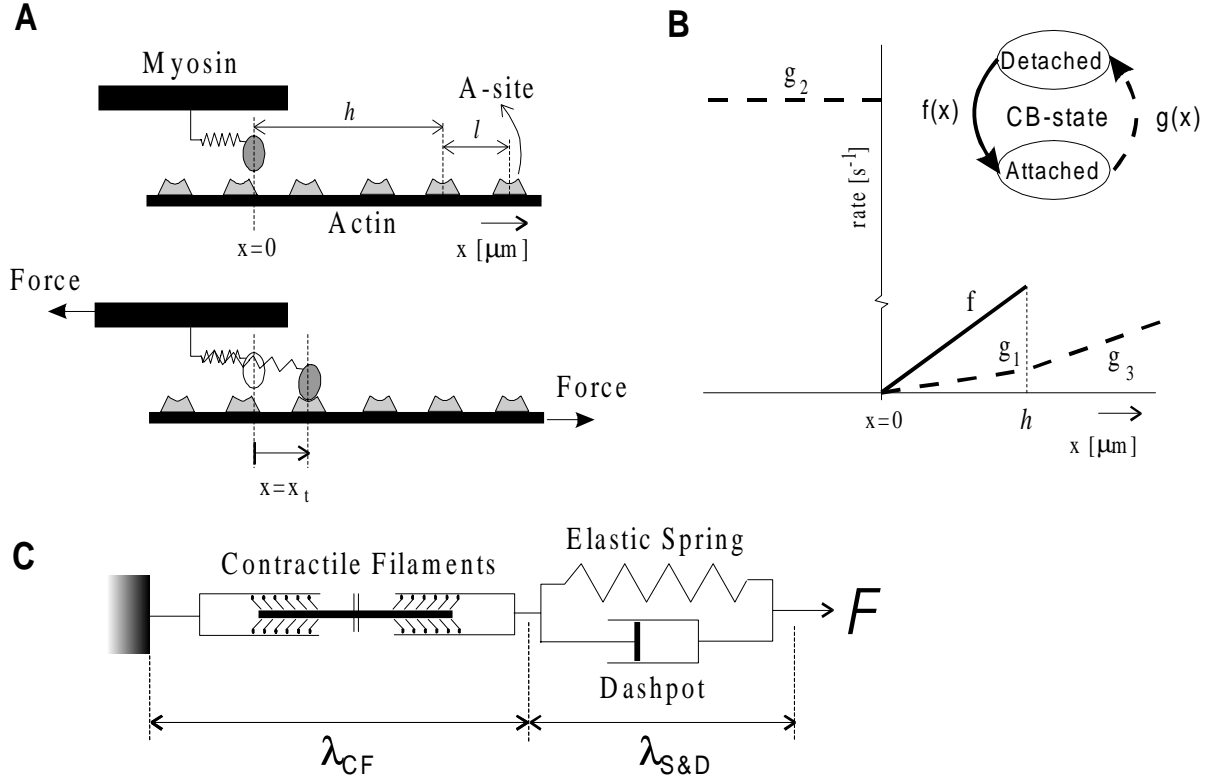 A
Myosin
A-site
h
l
Actin
x=0
x [μm]
Force
Force
x=x_t
B
g_2
rate [s^-1]
Detached
f(x)
CB-state
g(x)
Attached
f
g_1
g_3
x=0
h
x [μm]
C
Contractile Filaments
Elastic Spring
F
Dashpot
λ_CF
λ_S&D